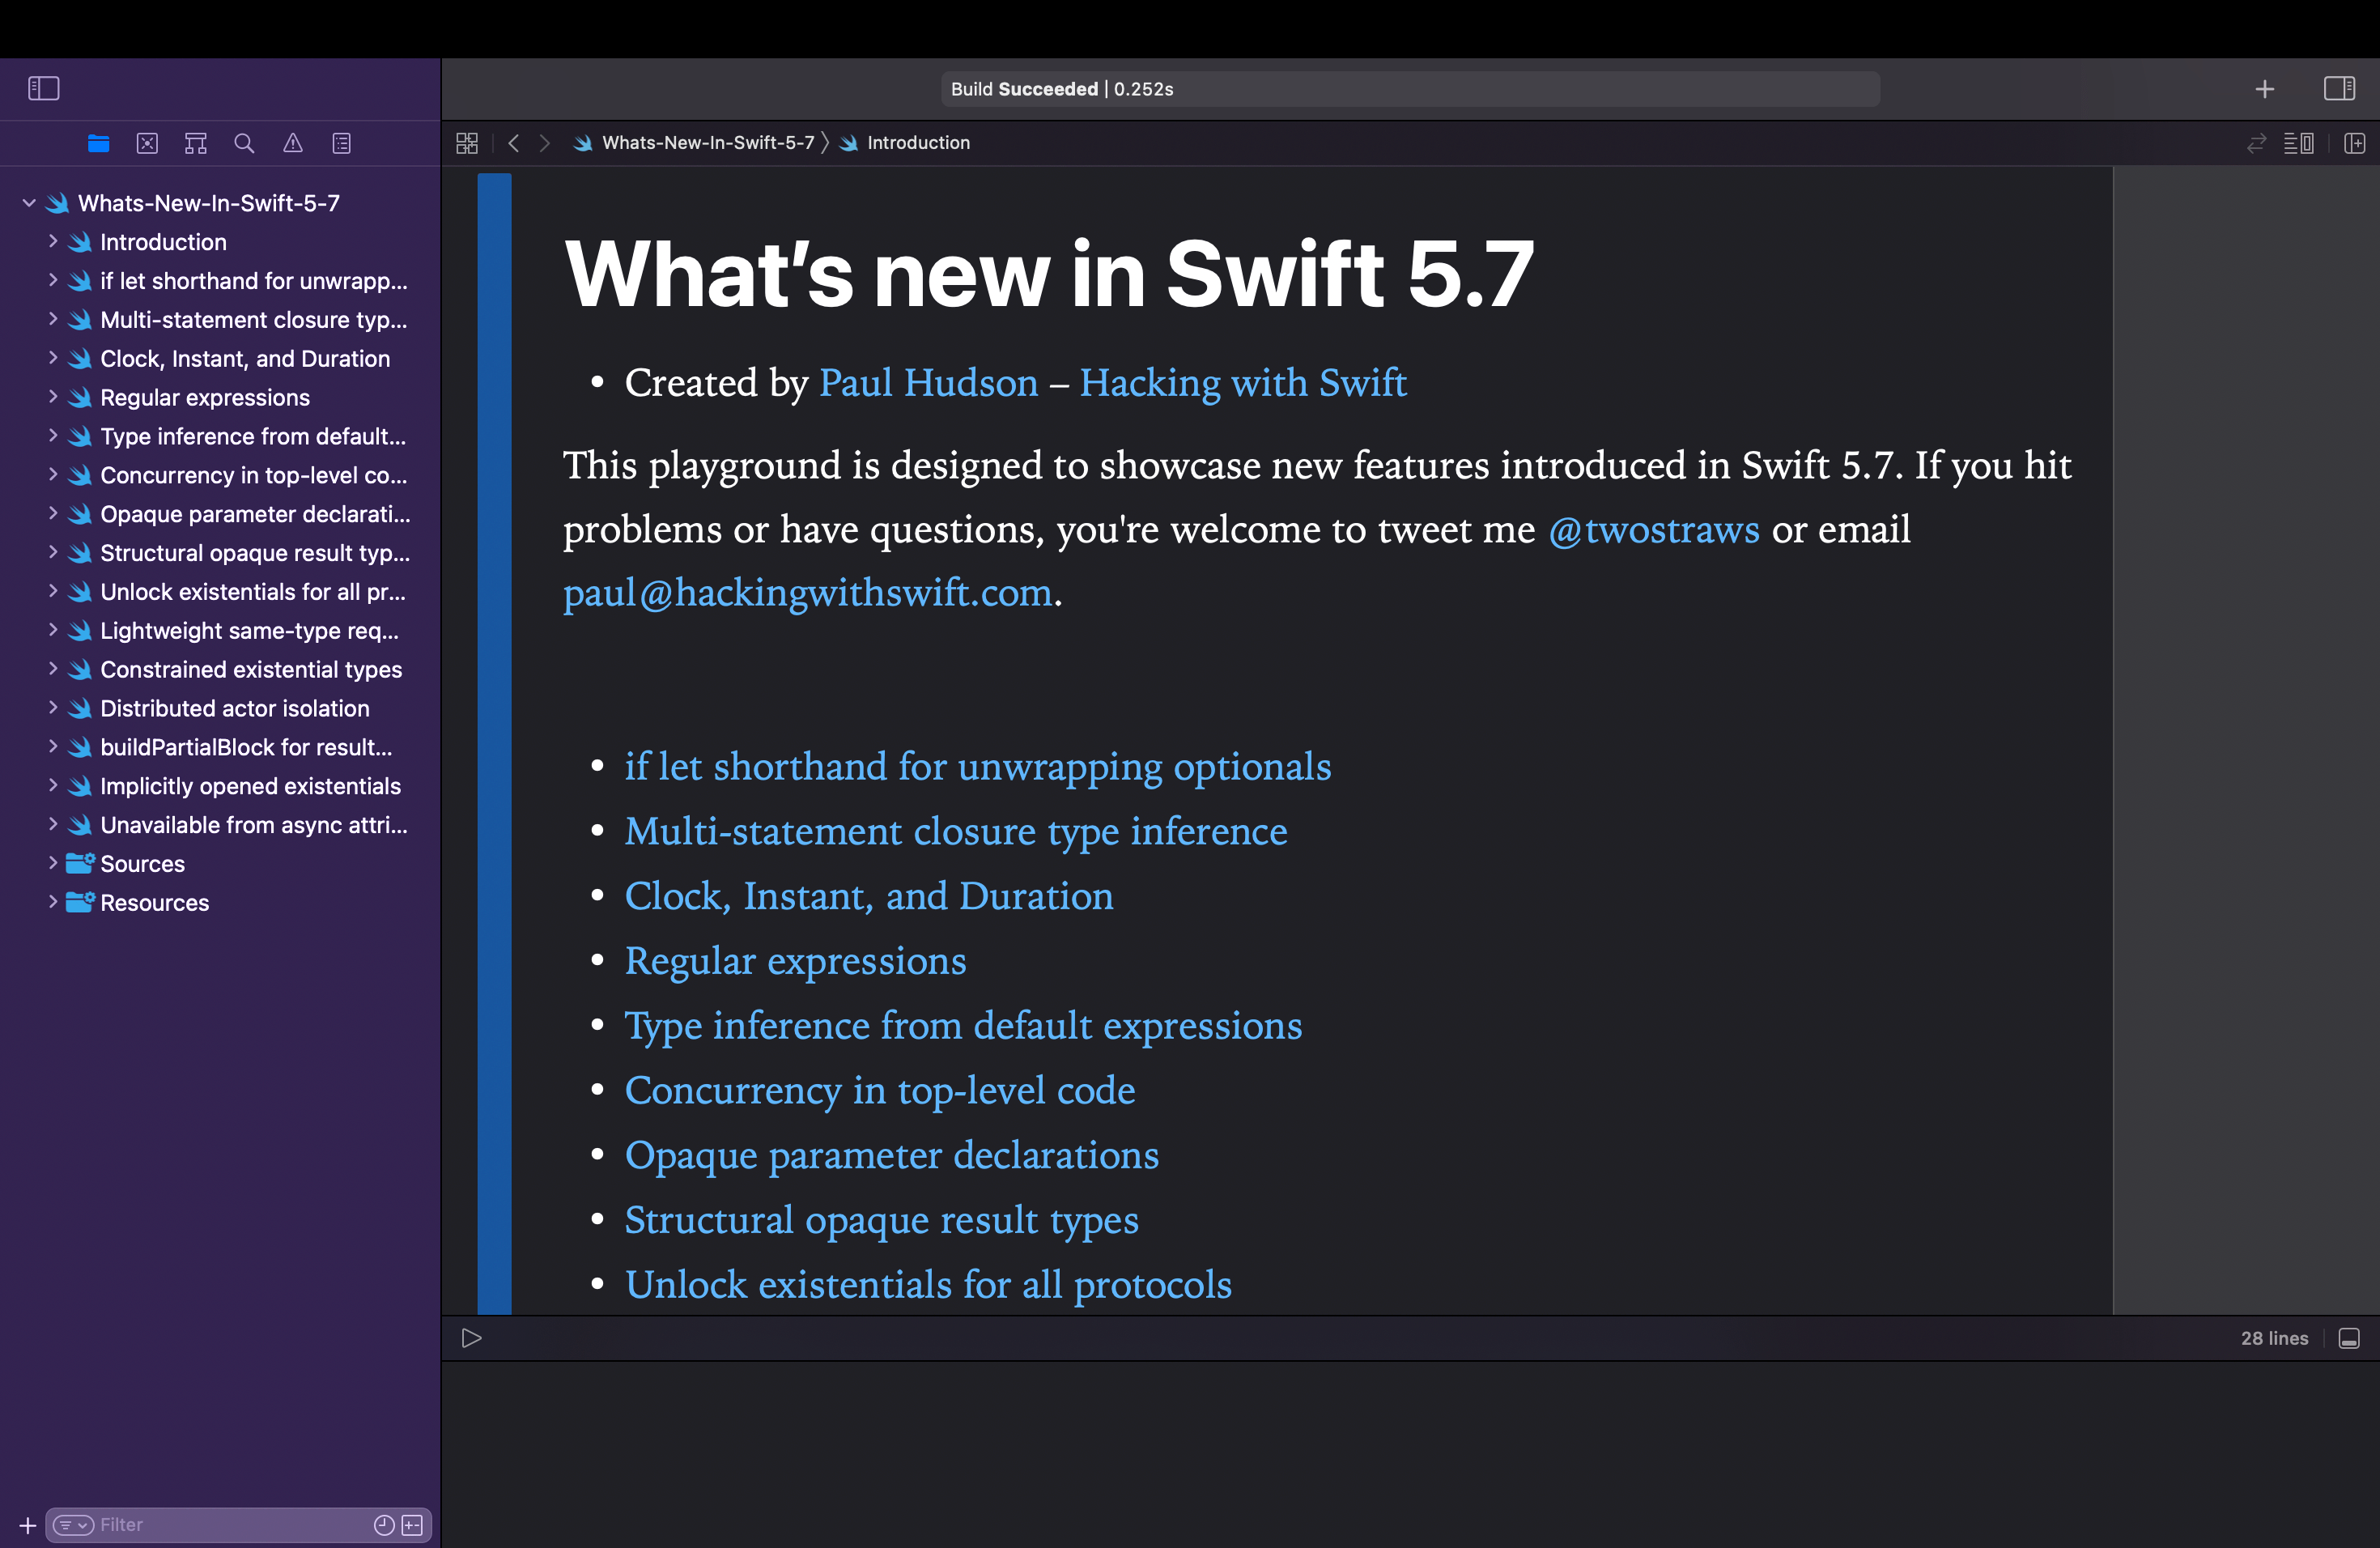 Build Succeeded | 0.252s
Whats-New-In-Swift-5-7 〉 Introduction
Whats-New-In-Swift-5-7
Introduction
if let shorthand for unwrapp...
Multi-statement closure typ...
Clock, Instant, and Duration
Regular expressions
Type inference from default...
Concurrency in top-level co...
Opaque parameter declarati...
Structural opaque result typ...
Unlock existentials for all pr...
Lightweight same-type req...
Constrained existential types
Distributed actor isolation
buildPartialBlock for result...
Implicitly opened existentials
Unavailable from async attri...
Sources
Resources
Filter
What’s new in Swift 5.7
• Created by Paul Hudson – Hacking with Swift
This playground is designed to showcase new features introduced in Swift 5.7. If you hit
problems or have questions, you're welcome to tweet me @twostraws or email
paul@hackingwithswift.com.
• if let shorthand for unwrapping optionals
• Multi-statement closure type inference
• Clock, Instant, and Duration
• Regular expressions
• Type inference from default expressions
• Concurrency in top-level code
• Opaque parameter declarations
• Structural opaque result types
• Unlock existentials for all protocols
28 lines